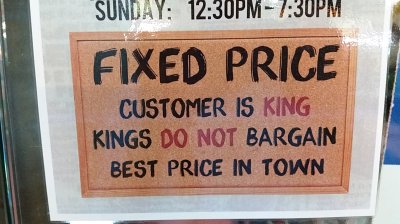 SUNDAY: 12:30PM-7:30PM
FIXED PRICE
CUSTOMER IS KING
KINGS DO NOT BARGAIN
BEST PRICE IN TOWN